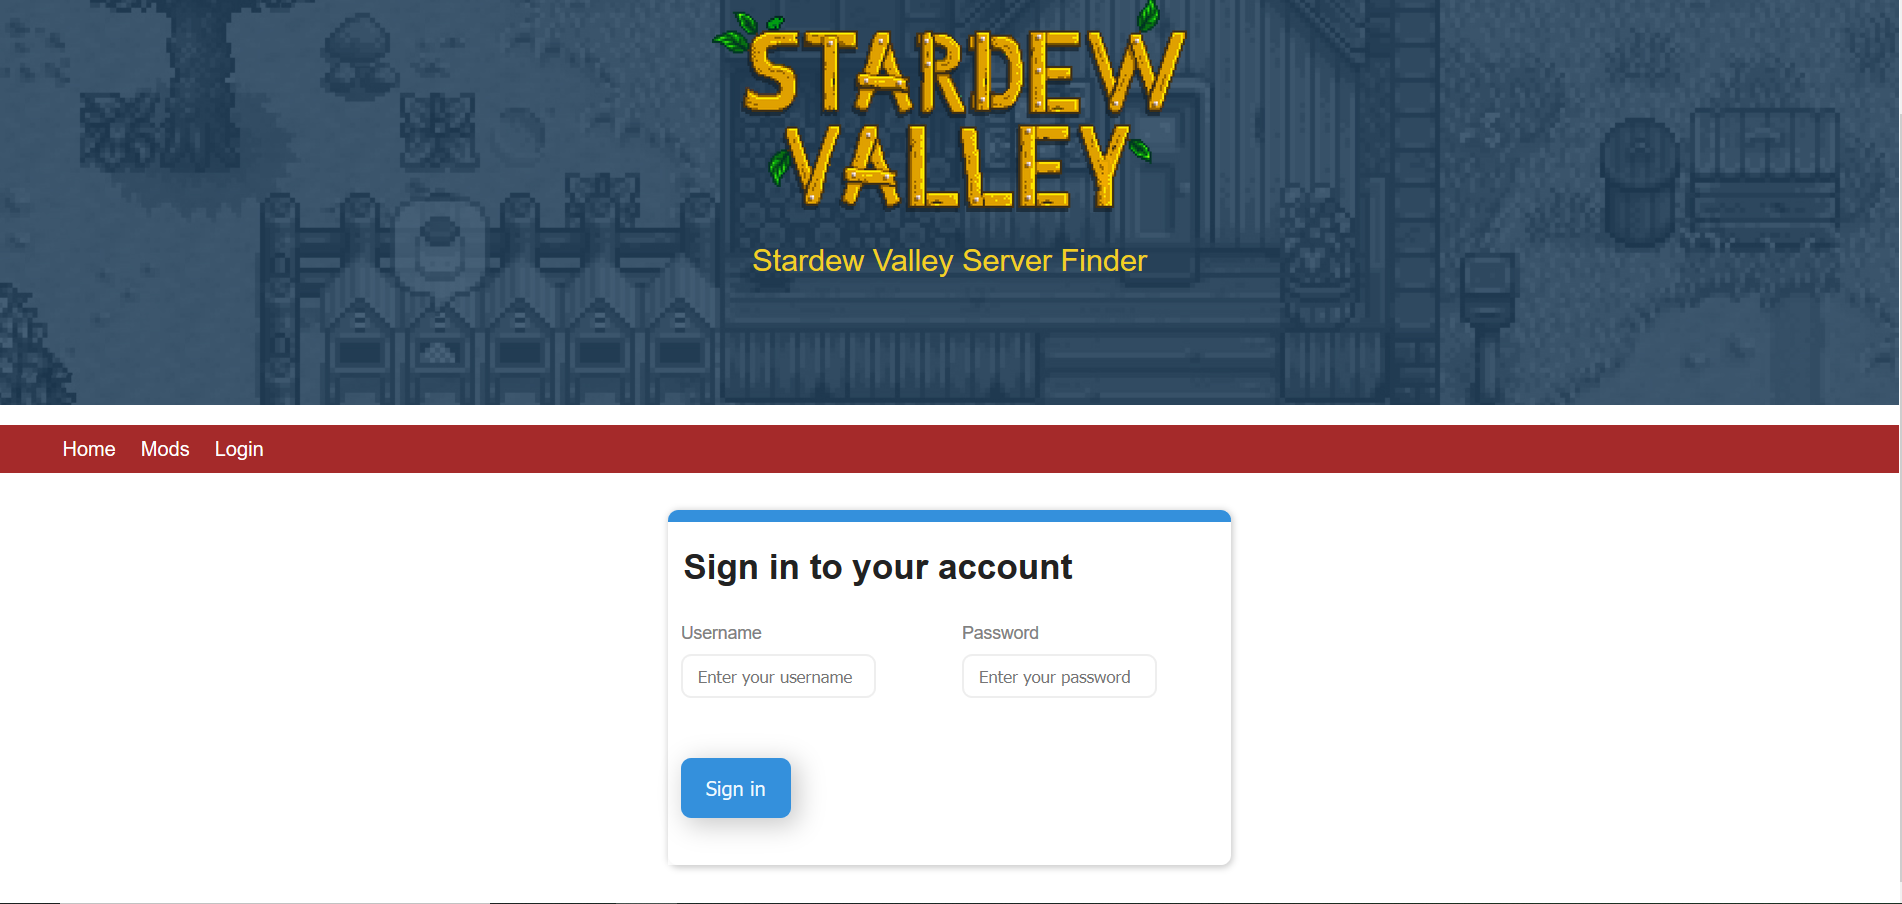 STARDEW
VALLEY
Stardew Valley Server Finder
Home Mods Login
Sign in to your account
Username Password
Enter your username Enter your password
Sign in